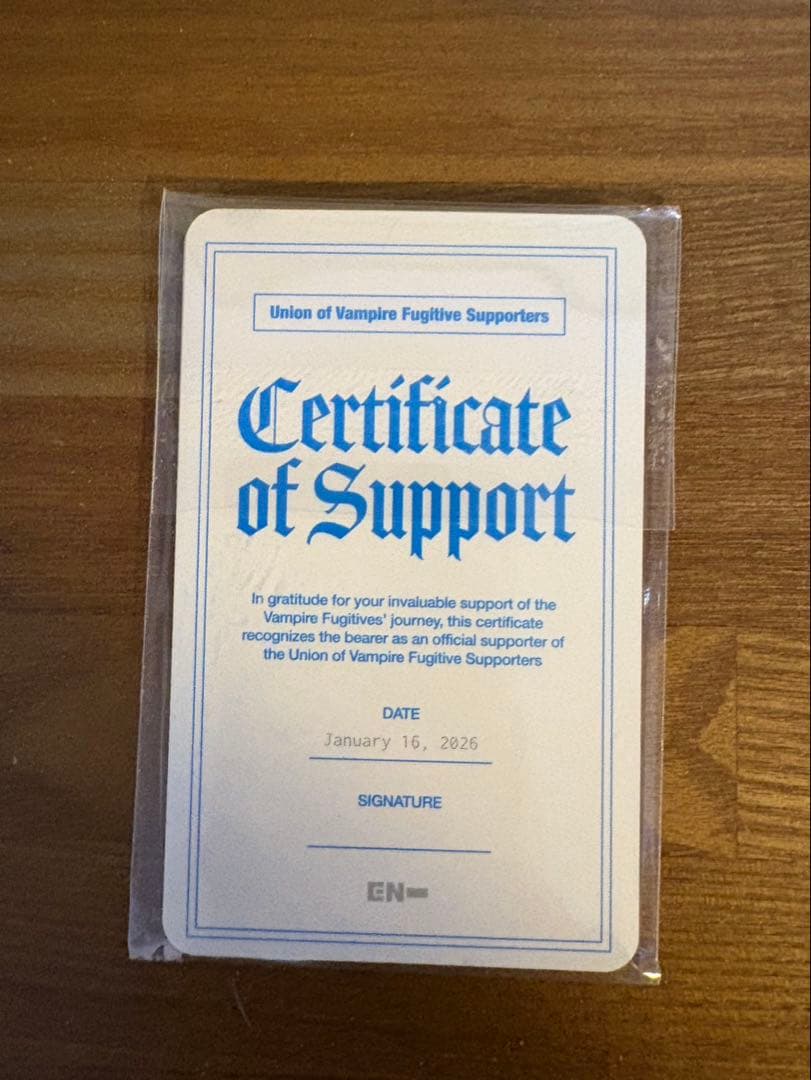 Union of Vampire Fugitive Supporters
Certificate
of Support
In gratitude for your invaluable support of the
Vampire Fugitives' journey, this certificate
recognizes the bearer as an official supporter of
the Union of Vampire Fugitive Supporters
DATE
January 16, 2026
SIGNATURE
EN-